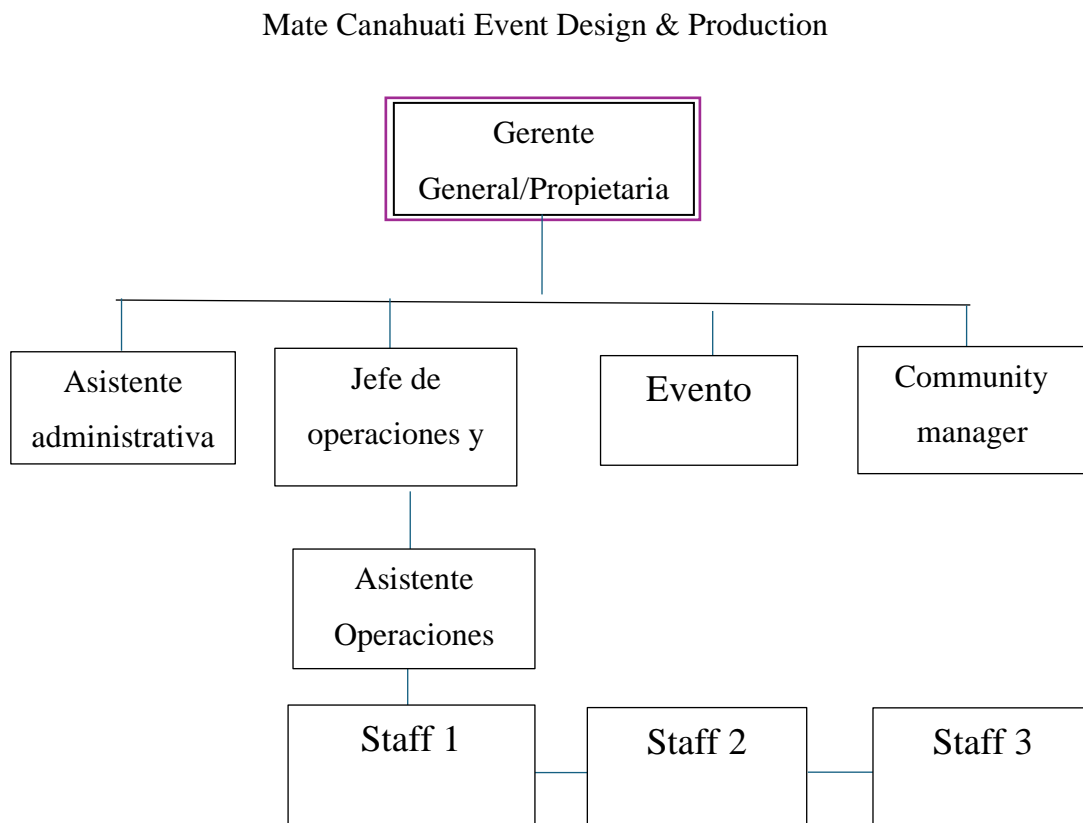 Mate Canahuati Event Design & Production
Gerente
General/Propietaria
Asistente
administrativa
Jefe de
operaciones y
Evento
Community
manager
Asistente
Operaciones
Staff 1
Staff 2
Staff 3